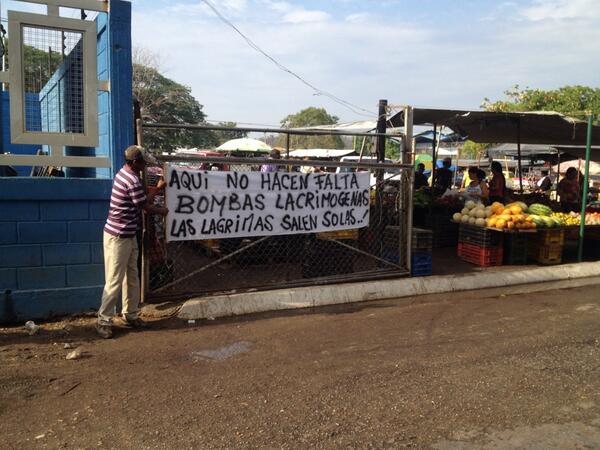 AQUI NO HACEN FALTA
BOMBAS LACRIMOGENAS
LAS LAGRIMAS SALEN SOLAS..!